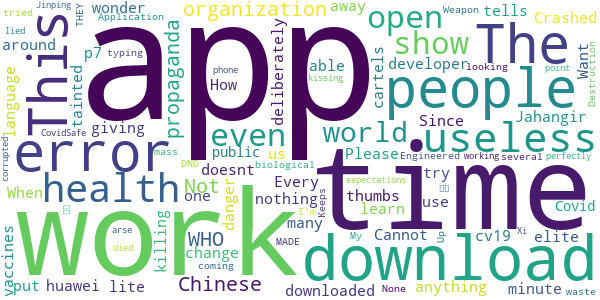 Jinping THEY Application
tried wonder organization away open tells Crashed
lied around able show developer Weapon
p7 How phone kissing cartels Want looking point
This app The people
language tainted propaganda deliberately Destruction
typing giving even world useless Jahangir
CovidSafe Since
error doesnt public us Please Engineered working several perfectly
corrupted mass DND biological
health Not Every nothing thumbs try use Covid
When one danger I'm expectations learn
work time
vaccines killing WHO many Keeps arse My Up Cannot cv19 Xi elite
put change coming MADE download
huawei lite Chinese died downloaded None anything minute waste